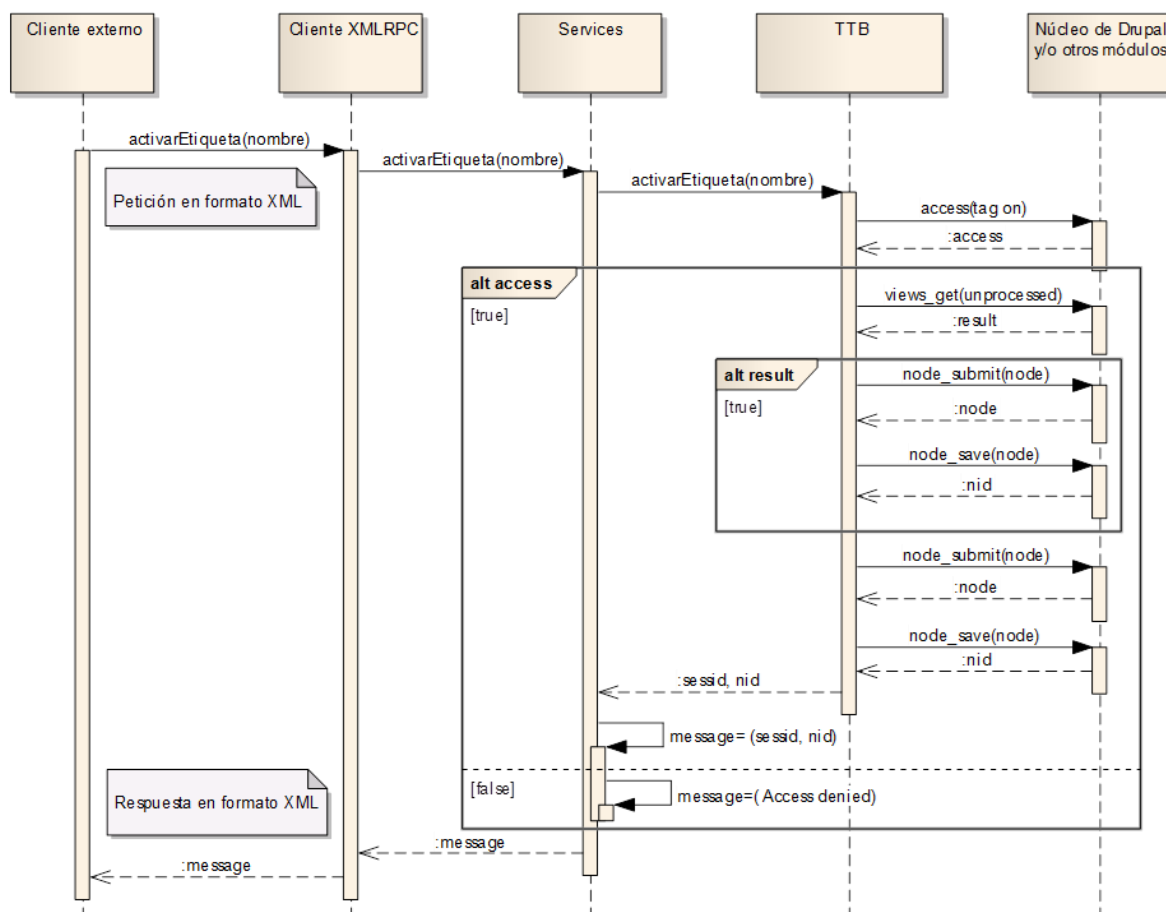 Cliente externo
Cliente XMLRPC
Services
TTB
Núcleo de Drupal
y/o otros módulos
activarEtiqueta(nombre)
activarEtiqueta(nombre)
activarEtiqueta(nombre)
Petición en formato XML
access(tag on)
:access
alt access
[true]
views_get(unprocessed)
:result
alt result
[true]
node_submit(node)
:node
node_save(node)
:nid
node_submit(node)
:node
node_save(node)
:nid
:sessid, nid
message= (sessid, nid)
[false]
message=( Access denied)
Respuesta en formato XML
:message
:message